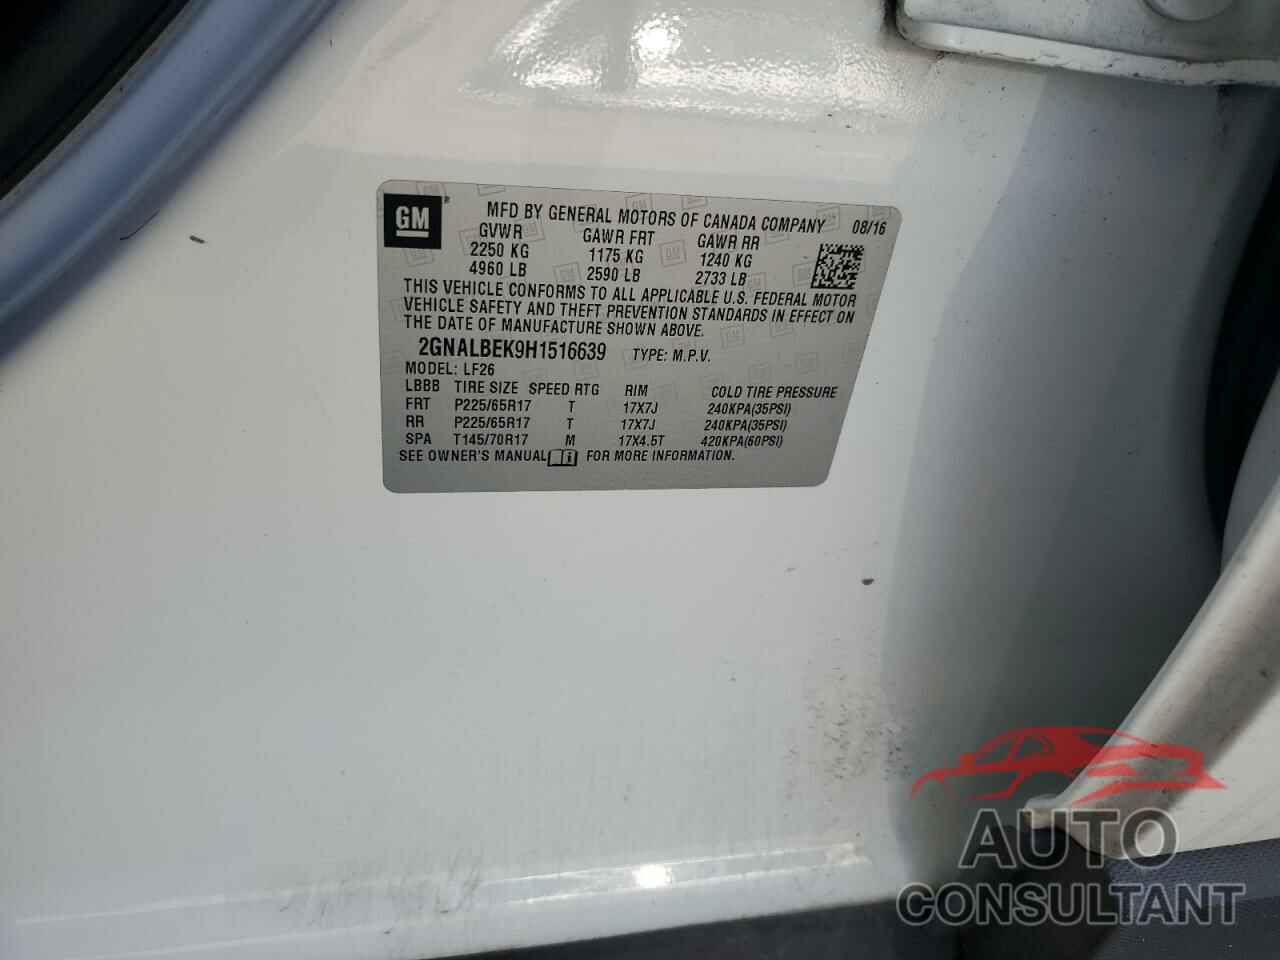 GM
MFD BY GENERAL MOTORS OF CANADA COMPANY 08/16
GVWR GAWR FRT GAWR RR
2250 KG 1175 KG 1240 KG
4960 LB 2590 LB 2733 LB
THIS VEHICLE CONFORMS TO ALL APPLICABLE U.S. FEDERAL MOTOR
VEHICLE SAFETY AND THEFT PREVENTION STANDARDS IN EFFECT ON
THE DATE OF MANUFACTURE SHOWN ABOVE.
2GNALBEK9H1516639 TYPE: M.P.V.
MODEL: LF26
LBBB TIRE SIZE SPEED RTG RIM COLD TIRE PRESSURE
FRT P225/65R17 T 17X7J 240KPA(35PSI)
RR P225/65R17 T 17X7J 240KPA(35PSI)
SPA T145/70R17 M 17X4.5T 420KPA(60PSI)
SEE OWNER'S MANUAL FOR MORE INFORMATION.
AUTO
CONSULTANT